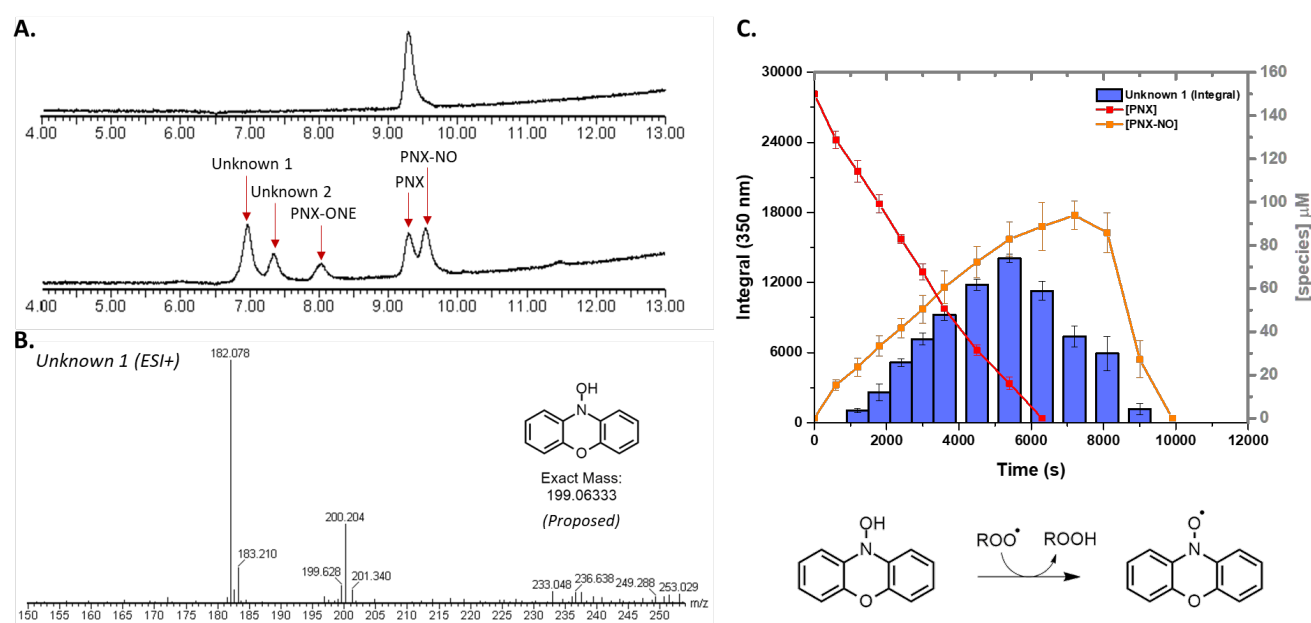 A.
4.00 5.00 6.00 7.00 8.00 9.00 10.00 11.00 12.00 13.00
Unknown 1
Unknown 2
PNX-ONE
PNX
PNX-NO
4.00 5.00 6.00 7.00 8.00 9.00 10.00 11.00 12.00 13.00
B.
Unknown 1 (ESI+)
182.078
183.210
199.628
200.204
201.340
233.048
236.638
249.288
253.029
m/z
150 155 160 165 170 175 180 185 190 195 200 205 210 215 220 225 230 235 240 245 250
OH
N
O
Exact Mass:
199.06333
(Proposed)
C.
Integral (350 nm)
30000
24000
18000
12000
6000
0
Unknown 1 (Integral)
[PNX]
[PNX-NO]
160
140
120
100
80
60
40
20
0
[species] μM
0 2000 4000 6000 8000 10000 12000
Time (s)
OH
N
O
ROO•
ROOH
O•
N
O